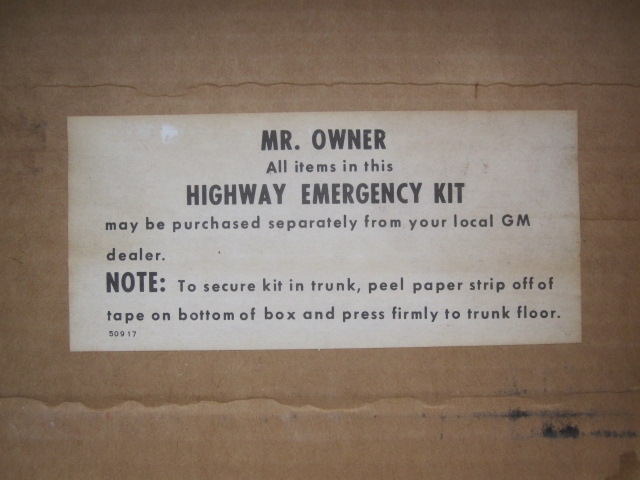 MR. OWNER
All items in this
HIGHWAY EMERGENCY KIT
may be purchased separately from your local GM
dealer.
NOTE: To secure kit in trunk, peel paper strip off of
tape on bottom of box and press firmly to trunk floor.
50917